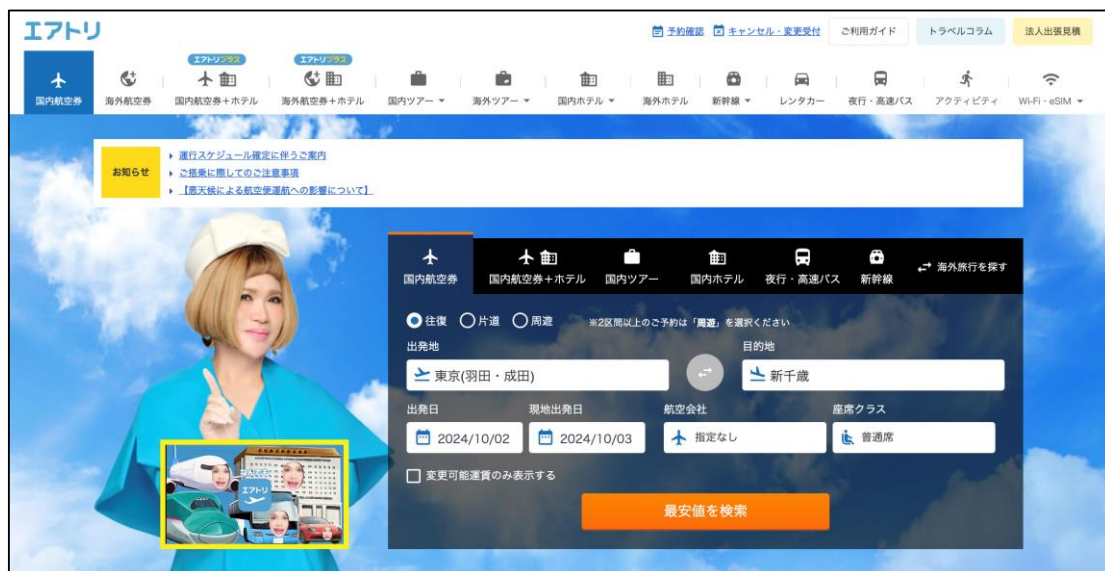 エアトリ
予約確認 キャンセル・変更受付 ご利用ガイド トラベルコラム 法人出張見積
エアトリプラス エアトリプラス
国内航空券 海外航空券 国内航空券+ホテル 海外航空券+ホテル 国内ツアー 海外ツアー 国内ホテル 海外ホテル 新幹線 レンタカー 夜行・高速バス アクティビティ Wi-Fi・eSIM
お知らせ
運行スケジュール確定に伴うご案内
ご搭乗に際してのご注意事項
【悪天候による航空便運航への影響について】
国内航空券 国内航空券+ホテル 国内ツアー 国内ホテル 夜行・高速バス 新幹線 海外旅行を探す
往復 片道 周遊 ※2区間以上のご予約は「周遊」を選択ください
出発地 目的地
東京(羽田・成田) 新千歳
出発日 現地出発日 航空会社 座席クラス
2024/10/02 2024/10/03 指定なし 普通席
変更可能運賃のみ表示する
最安値を検索
なんでも
エアトリ